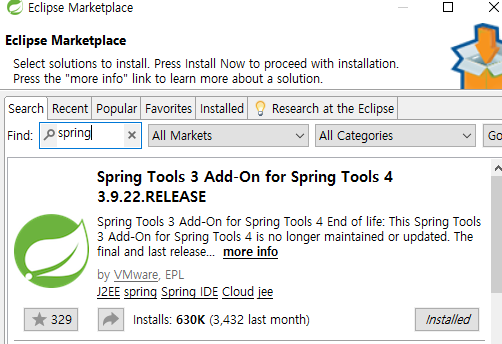 Eclipse Marketplace
Eclipse Marketplace
Select solutions to install. Press Install Now to proceed with installation.
Press the "more info" link to learn more about a solution.
Search Recent Popular Favorites Installed Research at the Eclipse
Find: spring All Markets All Categories Go
Spring Tools 3 Add-On for Spring Tools 4
3.9.22.RELEASE
Spring Tools 3 Add-On for Spring Tools 4 End of life: This Spring Tools
3 Add-On for Spring Tools 4 is no longer maintained or updated. The
final and last release... more info
by VMware, EPL
J2EE spring Spring IDE Cloud jee
329 Installs: 630K (3,432 last month) Installed